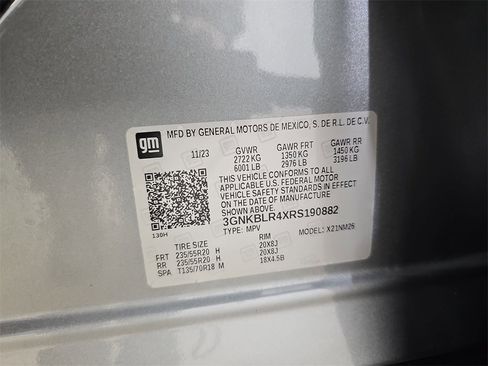 gm
MFD BY GENERAL MOTORS DE MEXICO, S. DE R.L. DE C.V.
11/23 GVWR GAWR FRT GAWR RR
2722 KG 1350 KG 1450 KG
6001 LB 2976 LB 3196 LB
THIS VEHICLE CONFORMS TO ALL
APPLICABLE U.S. FEDERAL MOTOR
VEHICLE SAFETY STANDARDS IN EFFECT
ON THE DATE OF MANUFACTURE
SHOWN ABOVE.
3GNKBLR4XRS190882
TYPE: MPV MODEL: X21NM26
130H
TIRE SIZE RIM
FRT 235/55R20 H 20X8J
RR 235/55R20 H 20X8J
SPA T135/70R18 M 18X4.5B